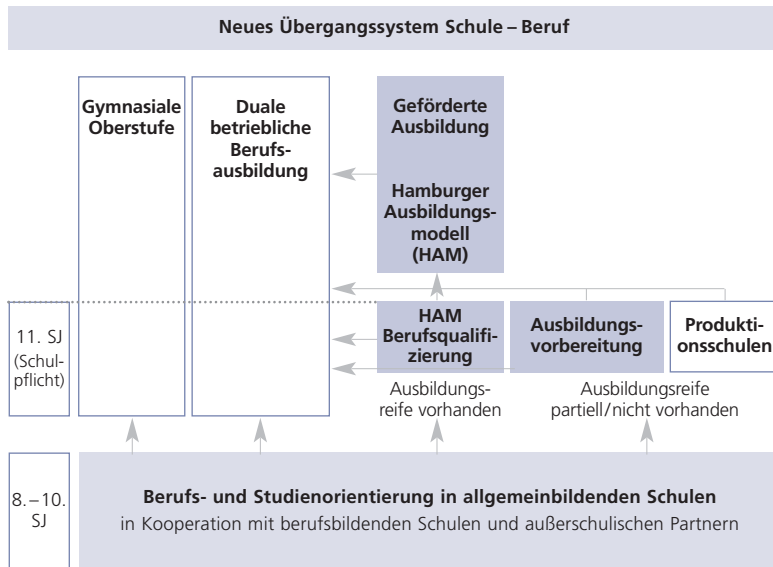 Neues Übergangssystem Schule – Beruf
Gymnasiale
Oberstufe
Duale
betriebliche
Berufs-
ausbildung
Geförderte
Ausbildung
Hamburger
Ausbildungs-
modell
(HAM)
11. SJ
(Schul-
pflicht)
HAM
Berufsqualifi-
zierung
Ausbildungs-
vorbereitung
Produkti-
onsschulen
Ausbildungs-
reife vorhanden
Ausbildungsreife
partiell/nicht vorhanden
8.–10.
SJ
Berufs- und Studienorientierung in allgemeinbildenden Schulen
in Kooperation mit berufsbildenden Schulen und außerschulischen Partnern